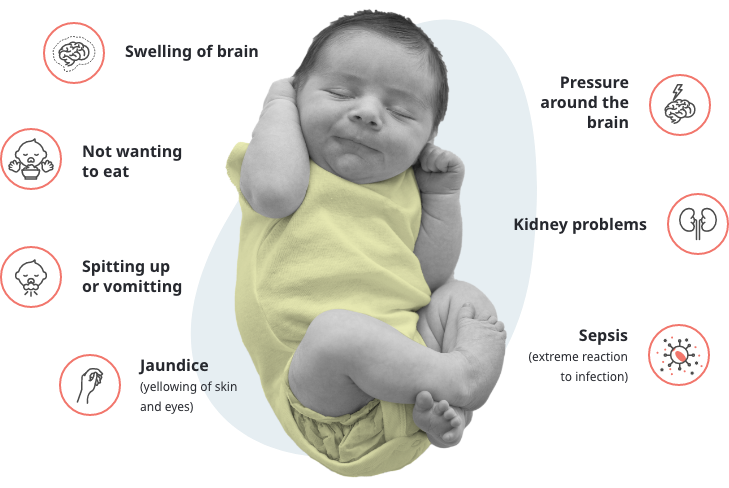 Swelling of brain
Not wanting
to eat
Spitting up
or vomitting
Jaundice
(yellowing of skin
and eyes)
Pressure
around the
brain
Kidney problems
Sepsis
(extreme reaction
to infection)